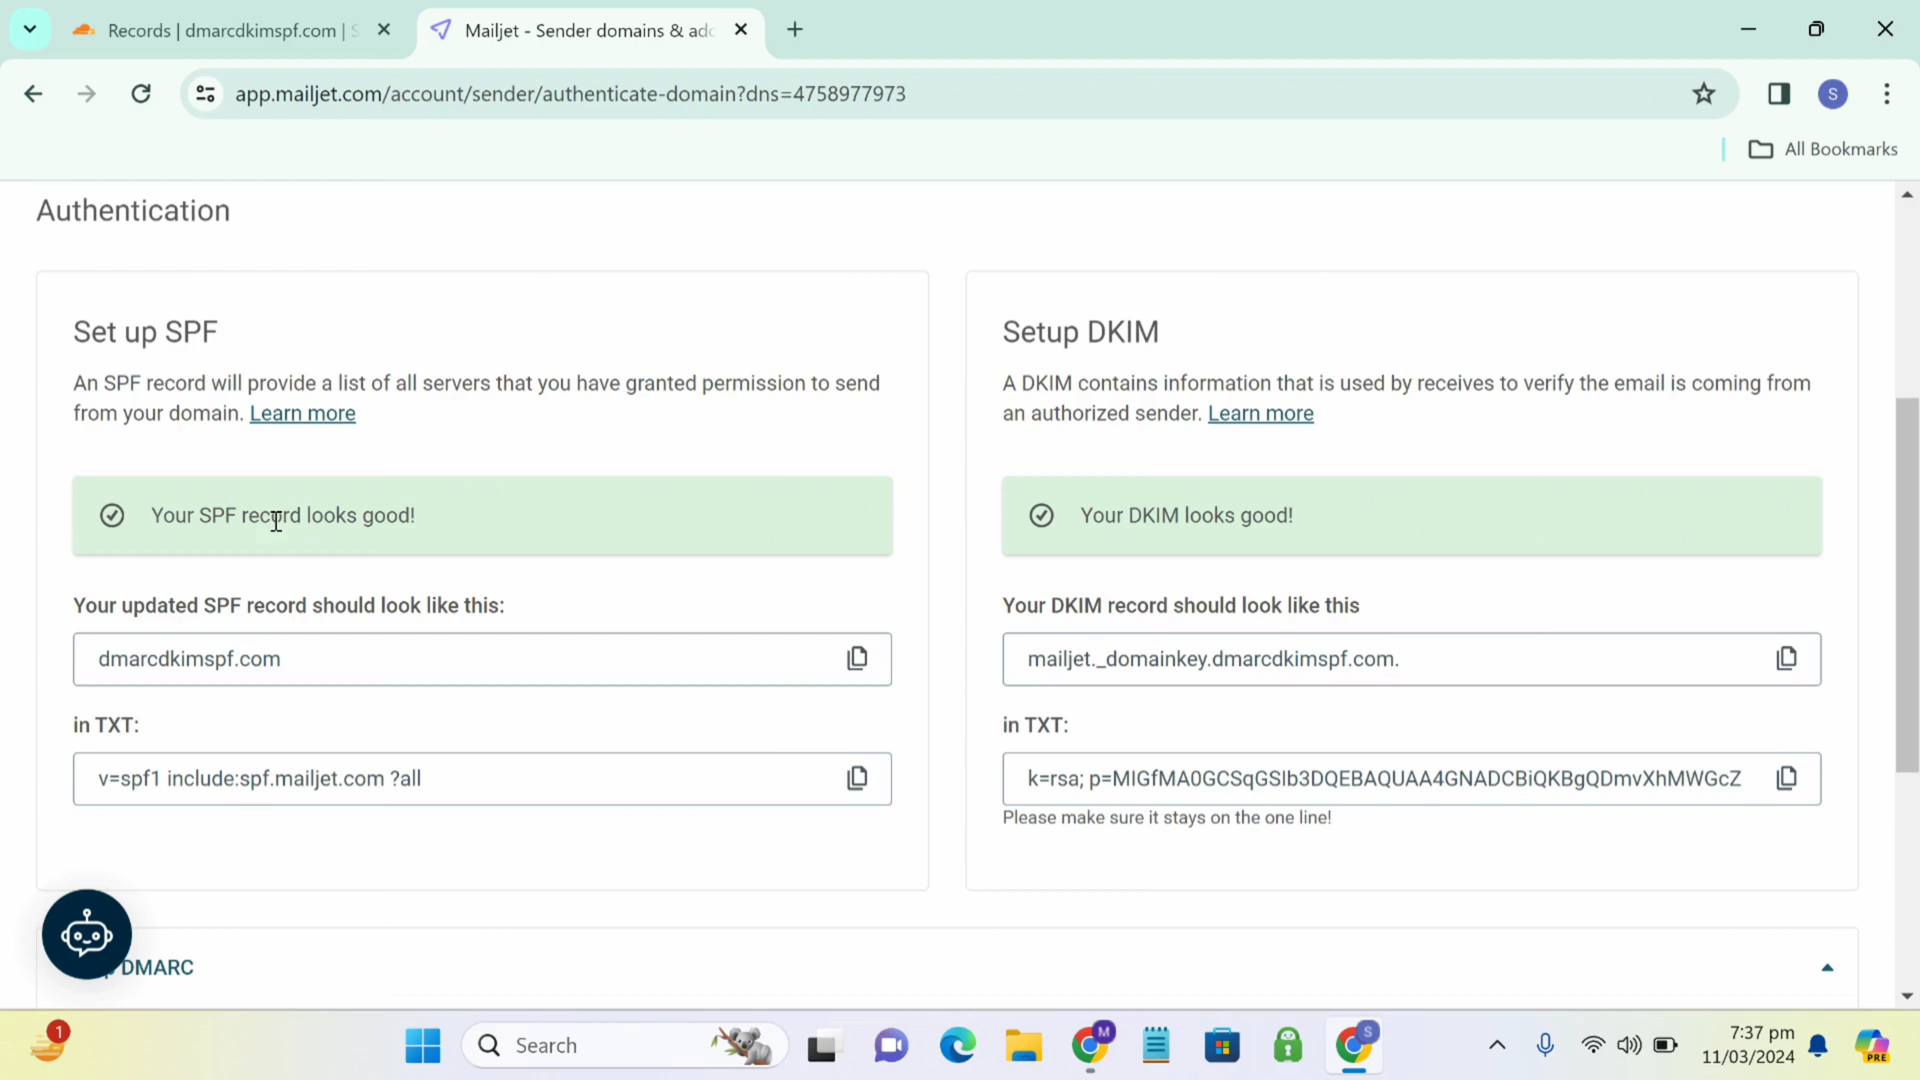 Records | dmarcdkimspf.com |
Mailjet - Sender domains & ad
app.mailjet.com/account/sender/authenticate-domain?dns=4758977973
S
All Bookmarks
Authentication
Set up SPF
An SPF record will provide a list of all servers that you have granted permission to send
from your domain. Learn more
Your SPF record looks good!
Your updated SPF record should look like this:
dmarcdkimspf.com
in TXT:
v=spf1 include:spf.mailjet.com ?all
Setup DKIM
A DKIM contains information that is used by receives to verify the email is coming from
an authorized sender. Learn more
Your DKIM looks good!
Your DKIM record should look like this
mailjet._domainkey.dmarcdkimspf.com.
in TXT:
k=rsa; p=MIGfMA0GCSqGSIb3DQEBAQUAA4GNADCBiQKBgQDmvXhMWGcZ
Please make sure it stays on the one line!
DMARC
1
Search
M
S
7:37 pm
11/03/2024
PRE